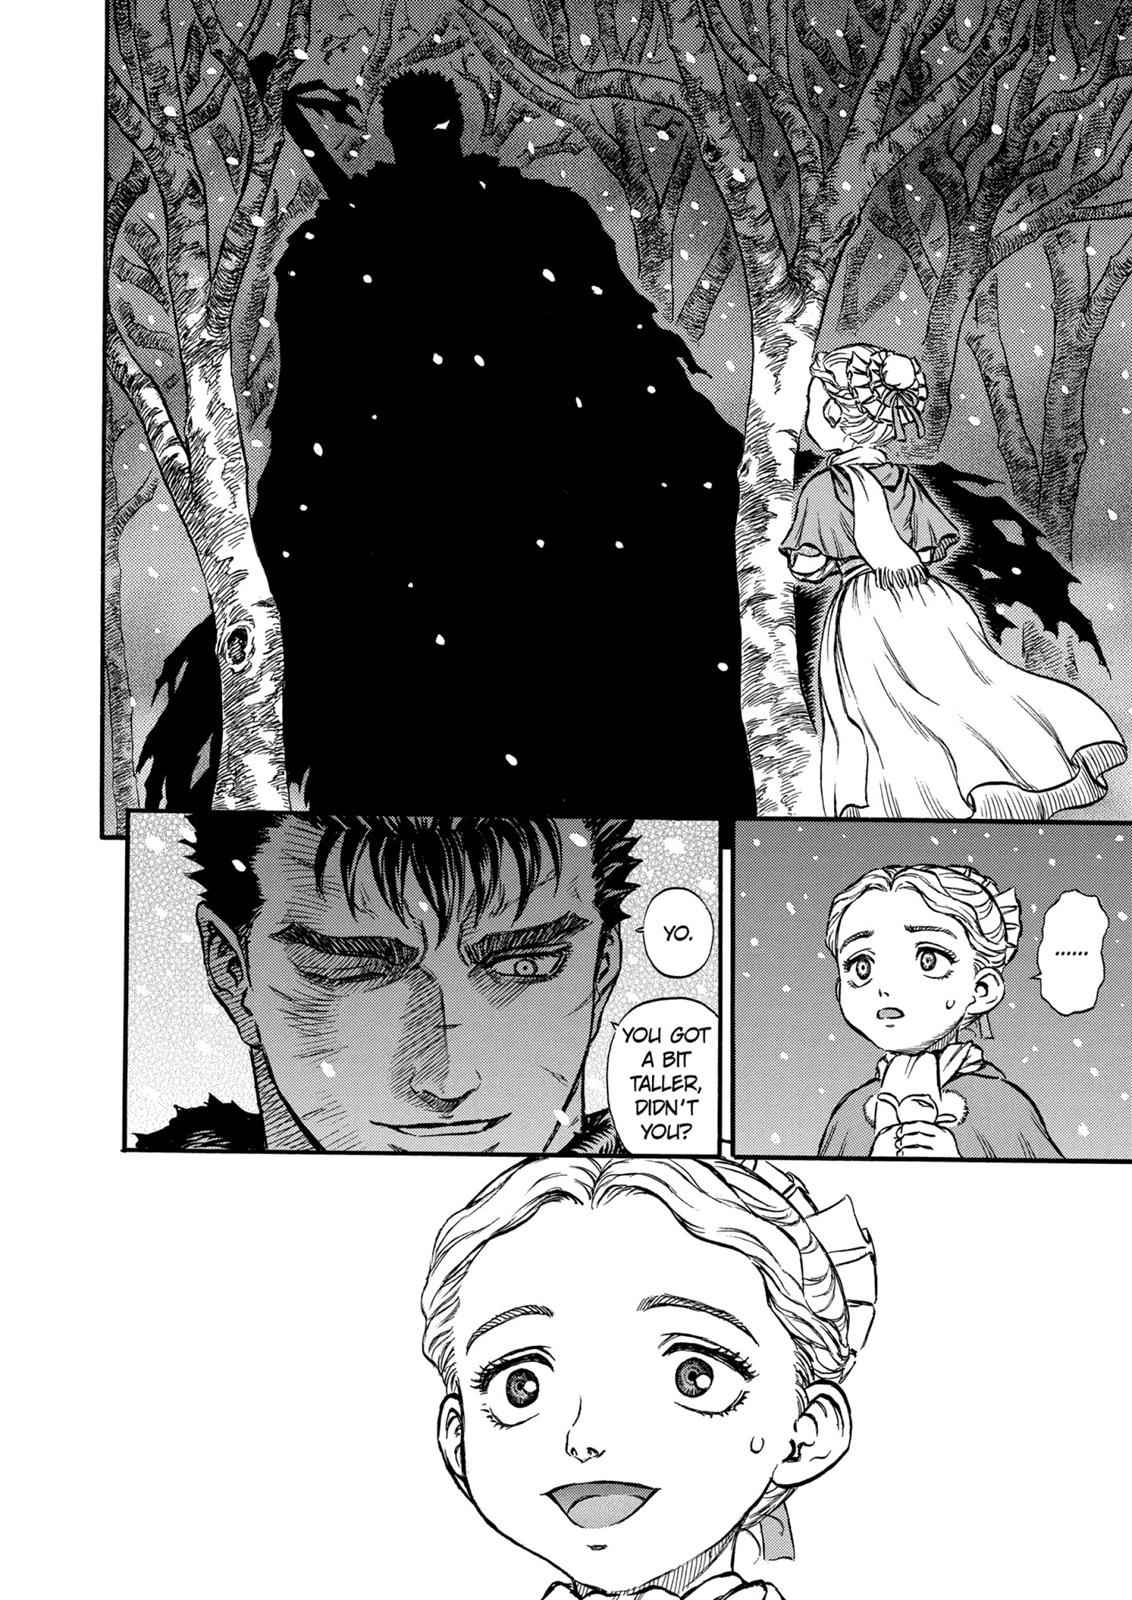 ......
YO.
YOU GOT
A BIT
TALLER,
DIDN'T
YOU?